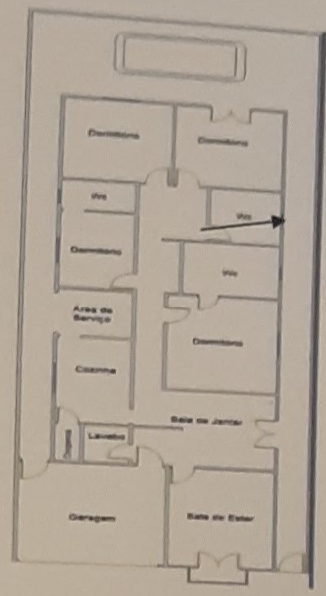 Dormitório
Dormitório
Wc
Wc
Dormitório
Wc
Área de
Serviço
Dormitório
Cozinha
Sala de Jantar
Lavabo
Garagem
Sala de Estar